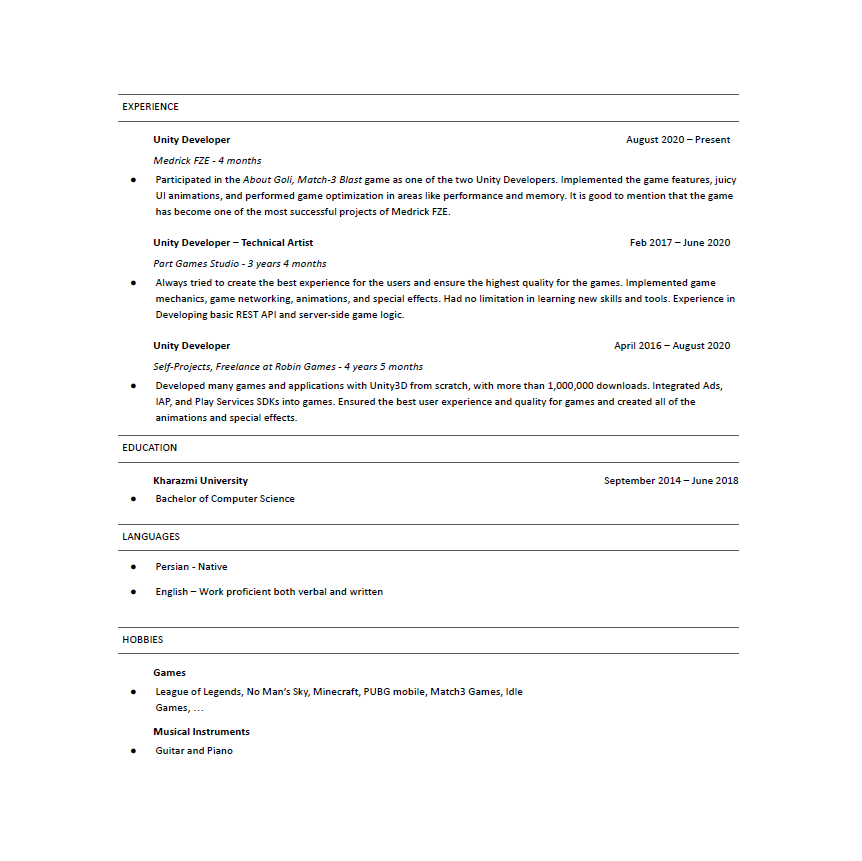 EXPERIENCE
Unity Developer August 2020 – Present
Medrick FZE - 4 months
● Participated in the About Goli, Match-3 Blast game as one of the two Unity Developers. Implemented the game features, juicy
UI animations, and performed game optimization in areas like performance and memory. It is good to mention that the game
has become one of the most successful projects of Medrick FZE.
Unity Developer – Technical Artist Feb 2017 – June 2020
Part Games Studio - 3 years 4 months
● Always tried to create the best experience for the users and ensure the highest quality for the games. Implemented game
mechanics, game networking, animations, and special effects. Had no limitation in learning new skills and tools. Experience in
Developing basic REST API and server-side game logic.
Unity Developer April 2016 – August 2020
Self-Projects, Freelance at Robin Games - 4 years 5 months
● Developed many games and applications with Unity3D from scratch, with more than 1,000,000 downloads. Integrated Ads,
IAP, and Play Services SDKs into games. Ensured the best user experience and quality for games and created all of the
animations and special effects.
EDUCATION
Kharazmi University September 2014 – June 2018
● Bachelor of Computer Science
LANGUAGES
● Persian - Native
● English – Work proficient both verbal and written
HOBBIES
Games
● League of Legends, No Man’s Sky, Minecraft, PUBG mobile, Match3 Games, Idle
Games, …
Musical Instruments
● Guitar and Piano